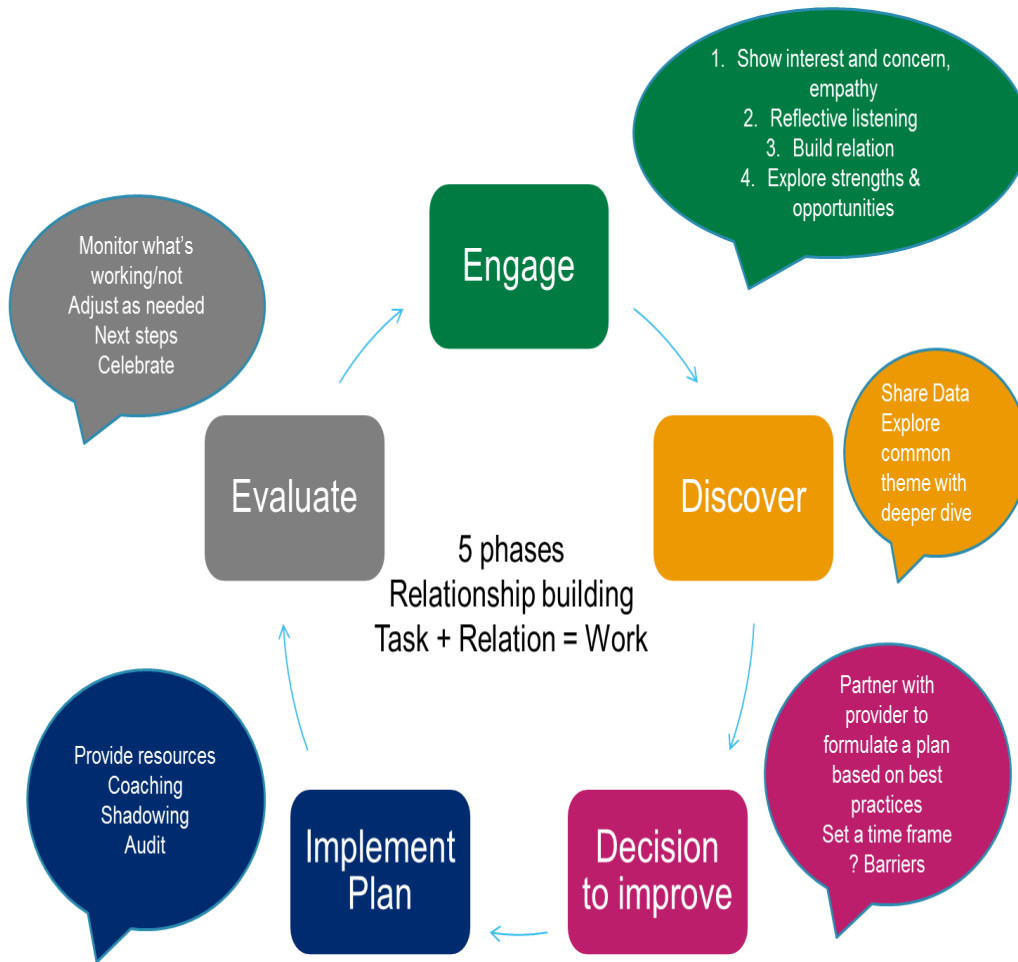 1. Show interest and concern,
empathy
2. Reflective listening
3. Build relation
4. Explore strengths &
opportunities
Engage
Monitor what's
working/not
Adjust as needed
Next steps
Celebrate
Share Data
Explore
common
theme with
deeper dive
Evaluate
Discover
5 phases
Relationship building
Task + Relation = Work
Partner with
provider to
formulate a plan
based on best
practices
Set a time frame
? Barriers
Provide resources
Coaching
Shadowing
Audit
Implement
Plan
Decision
to improve